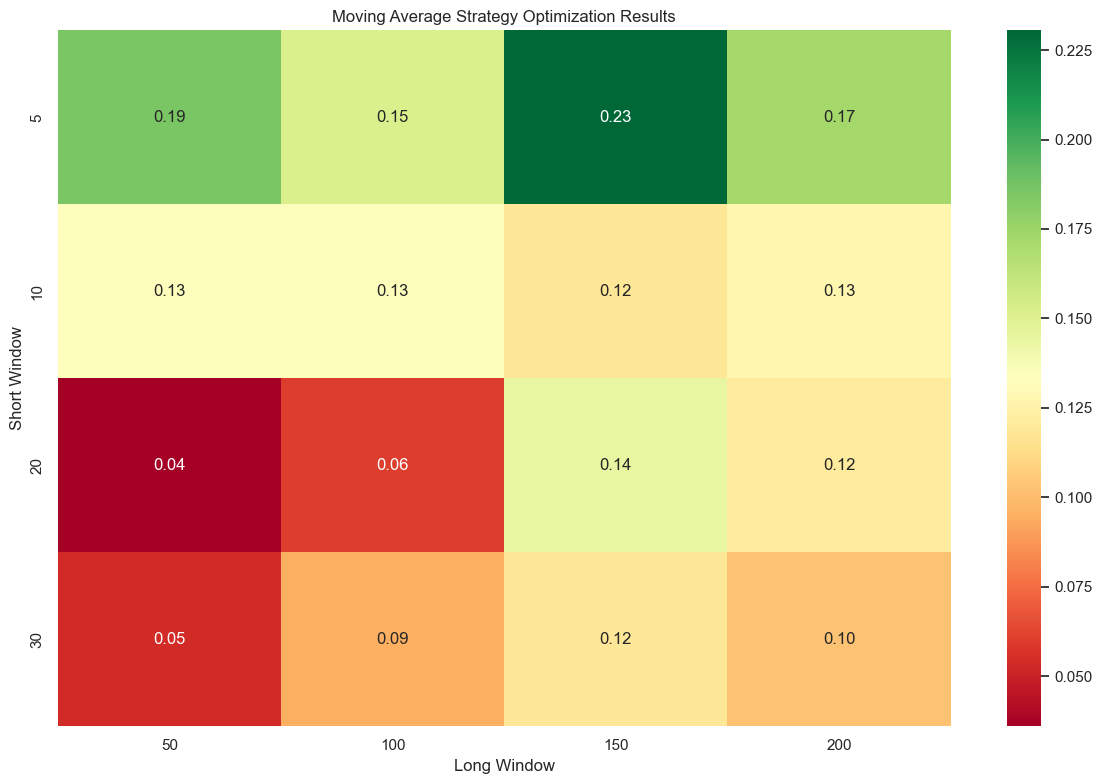 Moving Average Strategy Optimization Results
Short Window
5
0.19 0.15 0.23 0.17
10
0.13 0.13 0.12 0.13
20
0.04 0.06 0.14 0.12
30
0.05 0.09 0.12 0.10
50 100 150 200
Long Window
0.225
0.200
0.175
0.150
0.125
0.100
0.075
0.050